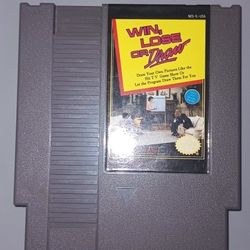 NES-IL-USA
WIN,
LOSE
OR Draw
Draw Your Own Pictures Like the
Hit T.V. Game Show Or
Let the Program Draw Them For You